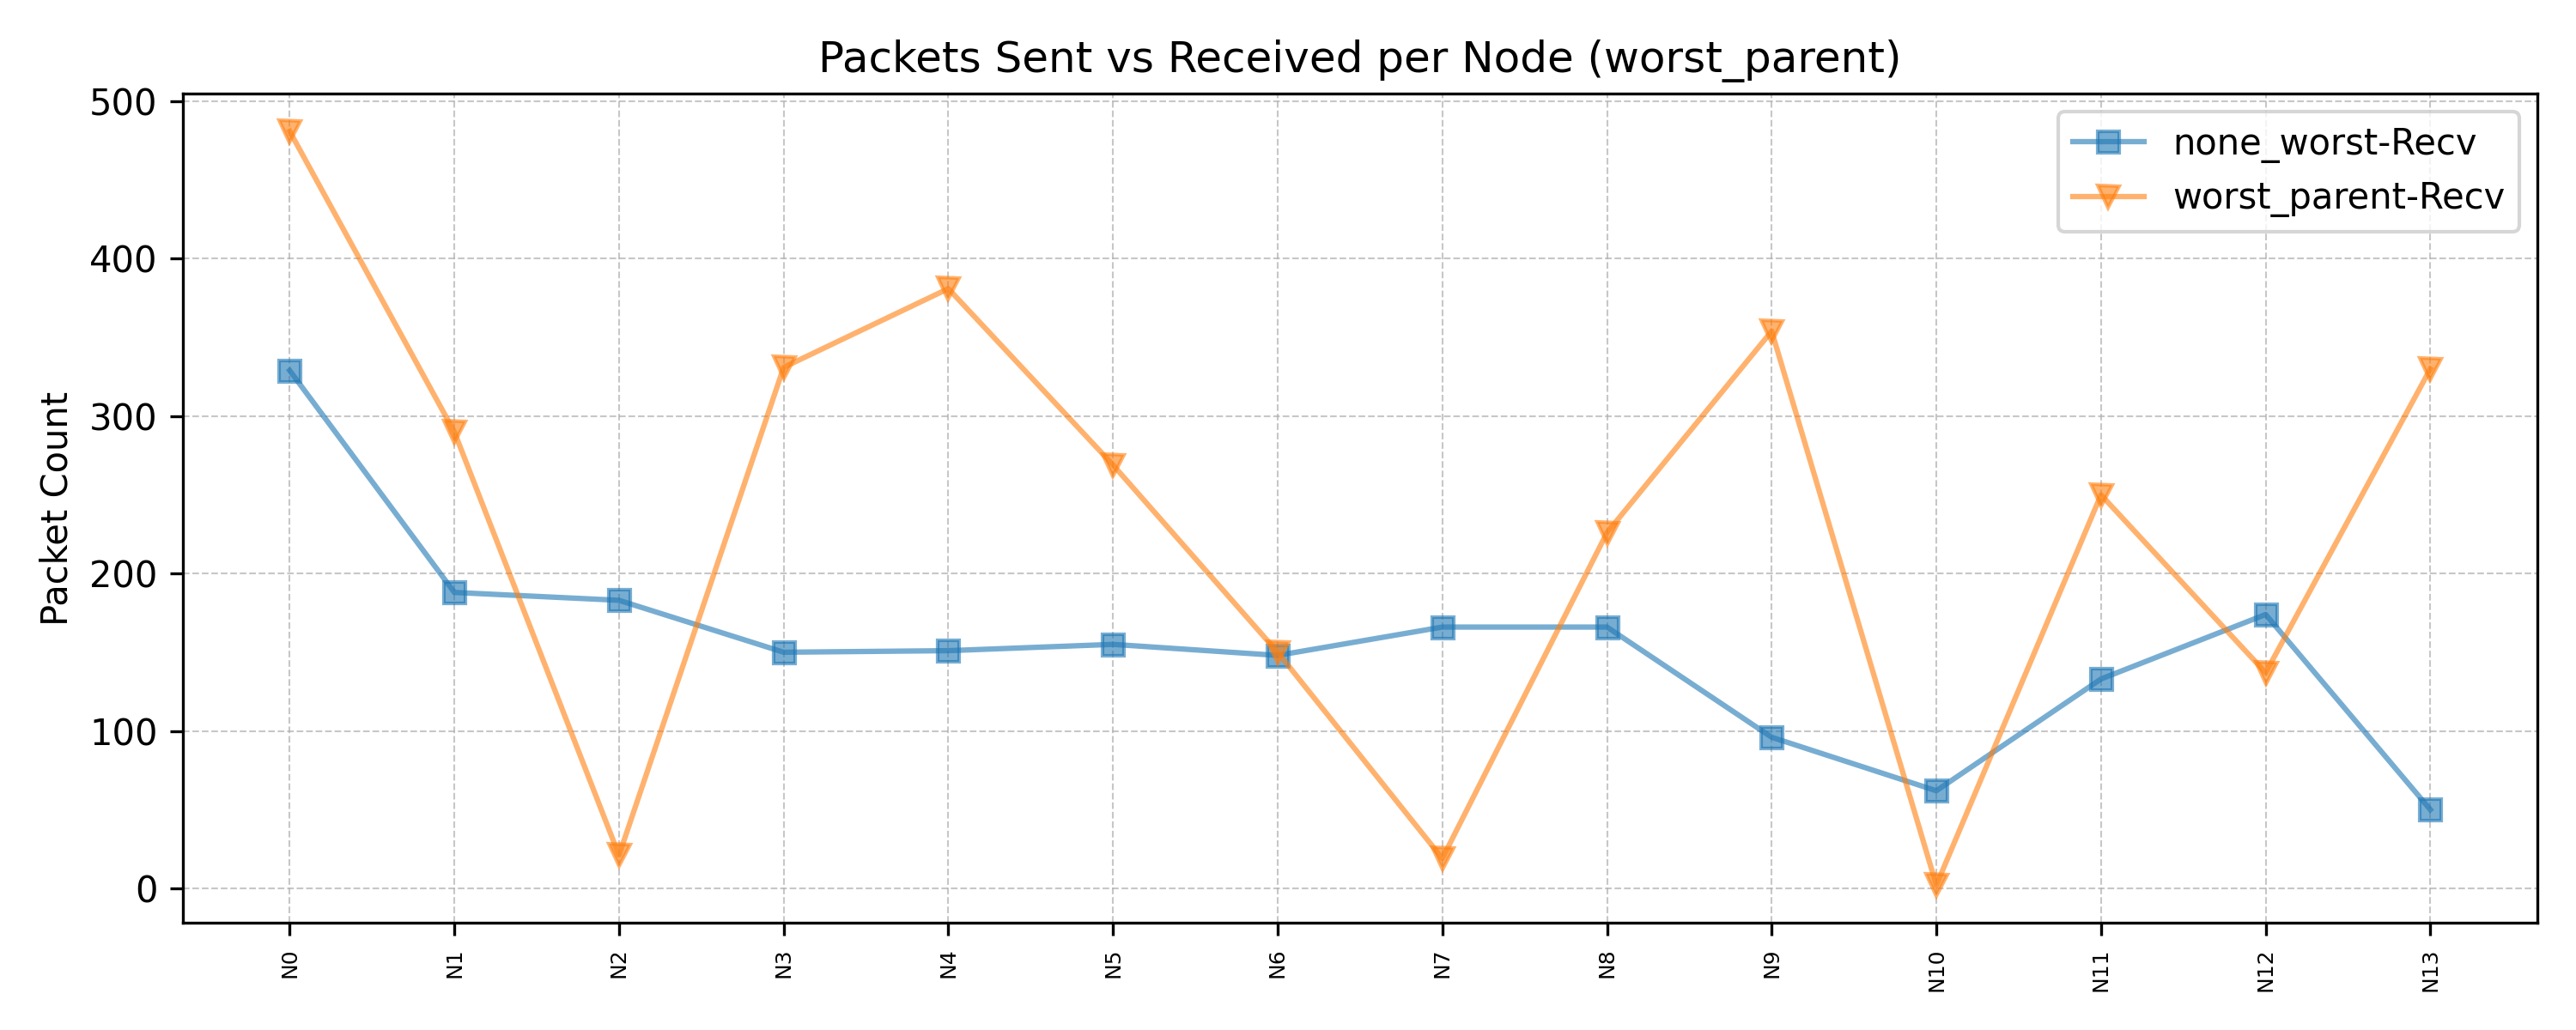 Packets Sent vs Received per Node (worst_parent)
500
400
300
200
100
0
Packet Count
none_worst-Recv
worst_parent-Recv
N0
N1
N2
N3
N4
N5
N6
N7
N8
N9
N10
N11
N12
N13